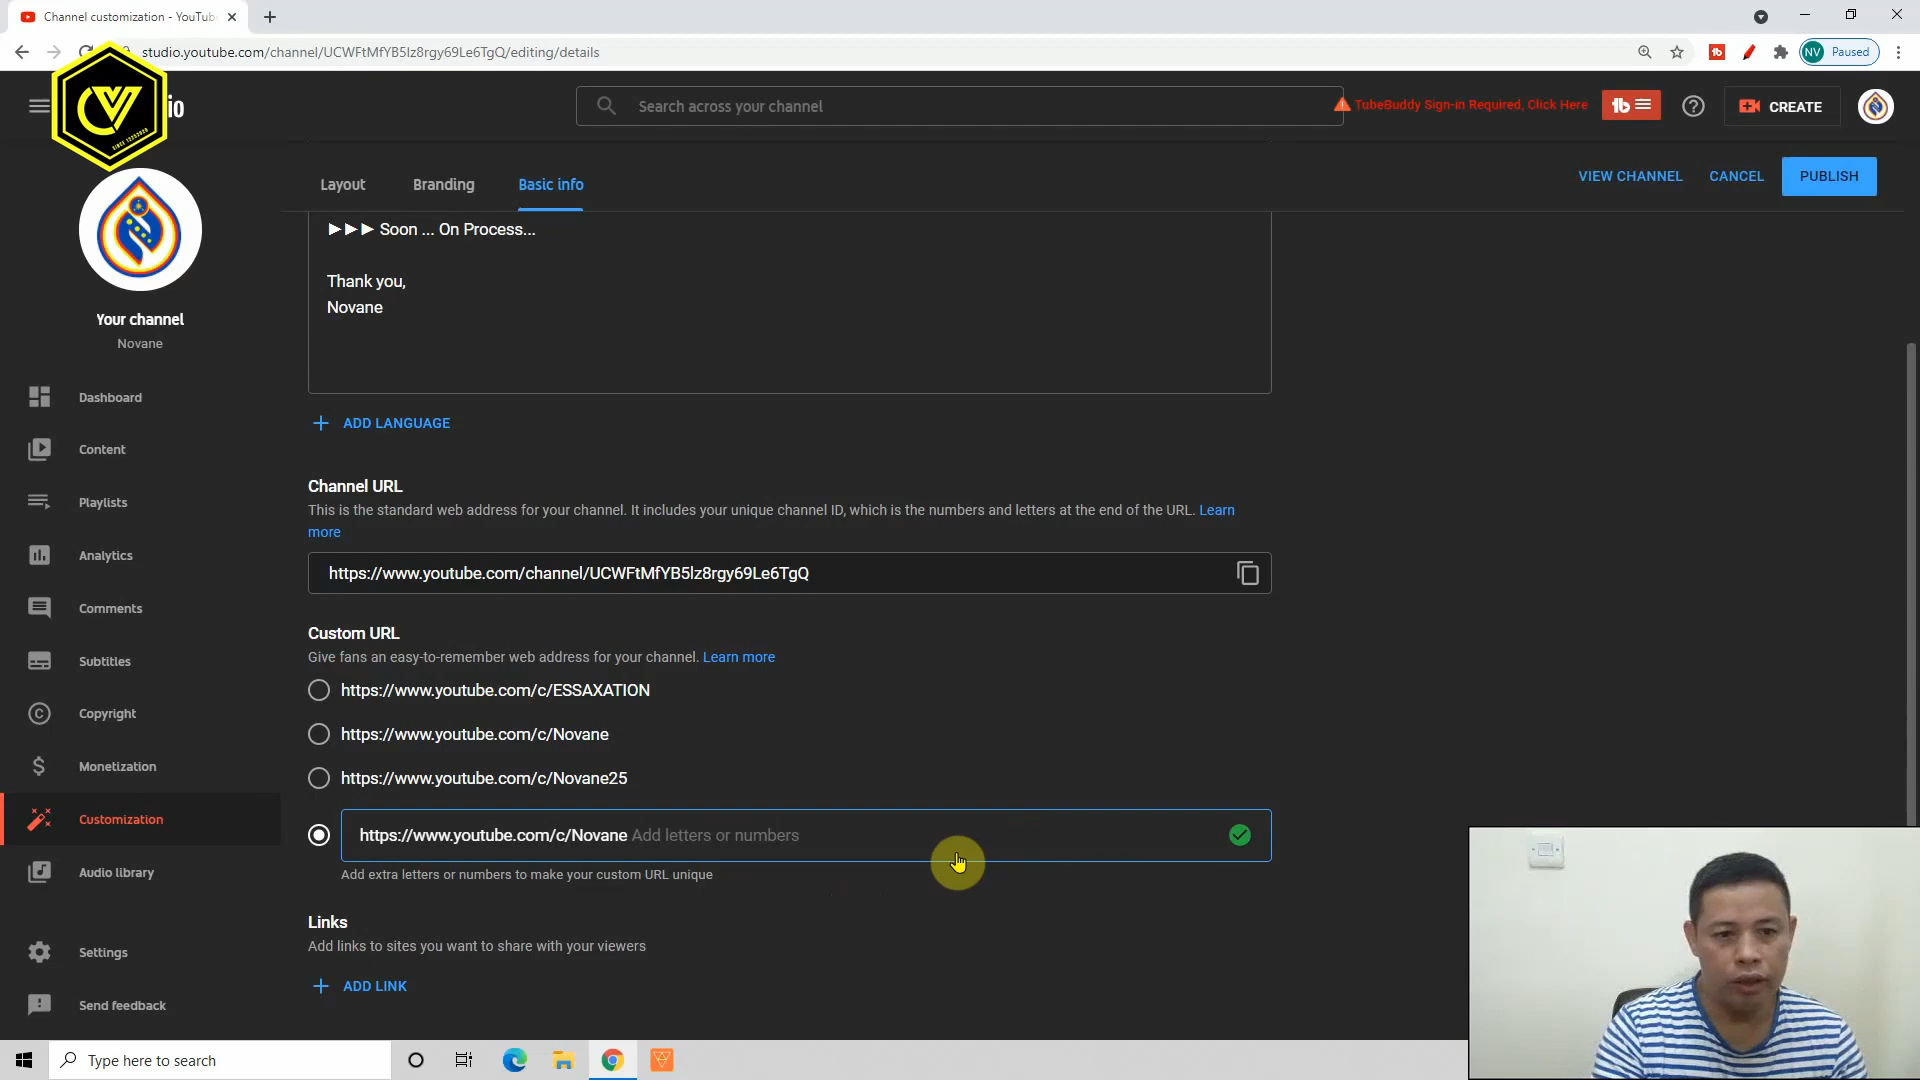 Channel customization - YouTub
studio.youtube.com/channel/UCWFtMfYB5lz8rgy69Le6TgQ/editing/details
NV Paused
io
SINCE 12252020
Search across your channel
TubeBuddy Sign-in Required, Click Here
CREATE
Layout
Branding
Basic info
VIEW CHANNEL
CANCEL
PUBLISH
►►► Soon ... On Process...
Thank you,
Novane
Your channel
Novane
Dashboard
Content
Playlists
Analytics
Comments
Subtitles
Copyright
Monetization
Customization
Audio library
Settings
Send feedback
ADD LANGUAGE
Channel URL
This is the standard web address for your channel. It includes your unique channel ID, which is the numbers and letters at the end of the URL. Learn
more
https://www.youtube.com/channel/UCWFtMfYB5lz8rgy69Le6TgQ
Custom URL
Give fans an easy-to-remember web address for your channel. Learn more
https://www.youtube.com/c/ESSAXATION
https://www.youtube.com/c/Novane
https://www.youtube.com/c/Novane25
https://www.youtube.com/c/Novane Add letters or numbers
Add extra letters or numbers to make your custom URL unique
Links
Add links to sites you want to share with your viewers
ADD LINK
Type here to search